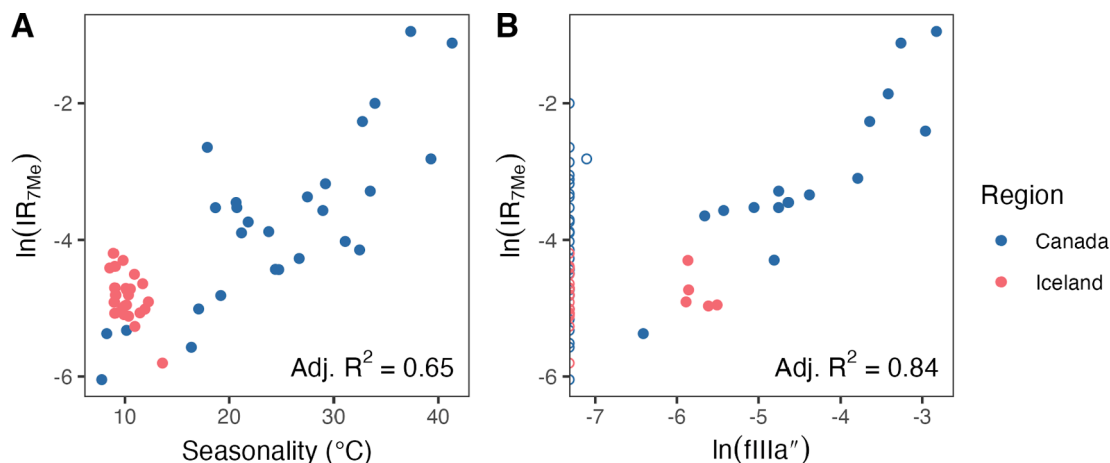 A
B
-2
-4
-6
ln(IR7Me)
10
20
30
40
Seasonality (°C)
Adj. R² = 0.65
-2
-4
-6
ln(IR7Me)
-7
-6
-5
-4
-3
ln(fIIIa″)
Adj. R² = 0.84
Region
Canada
Iceland